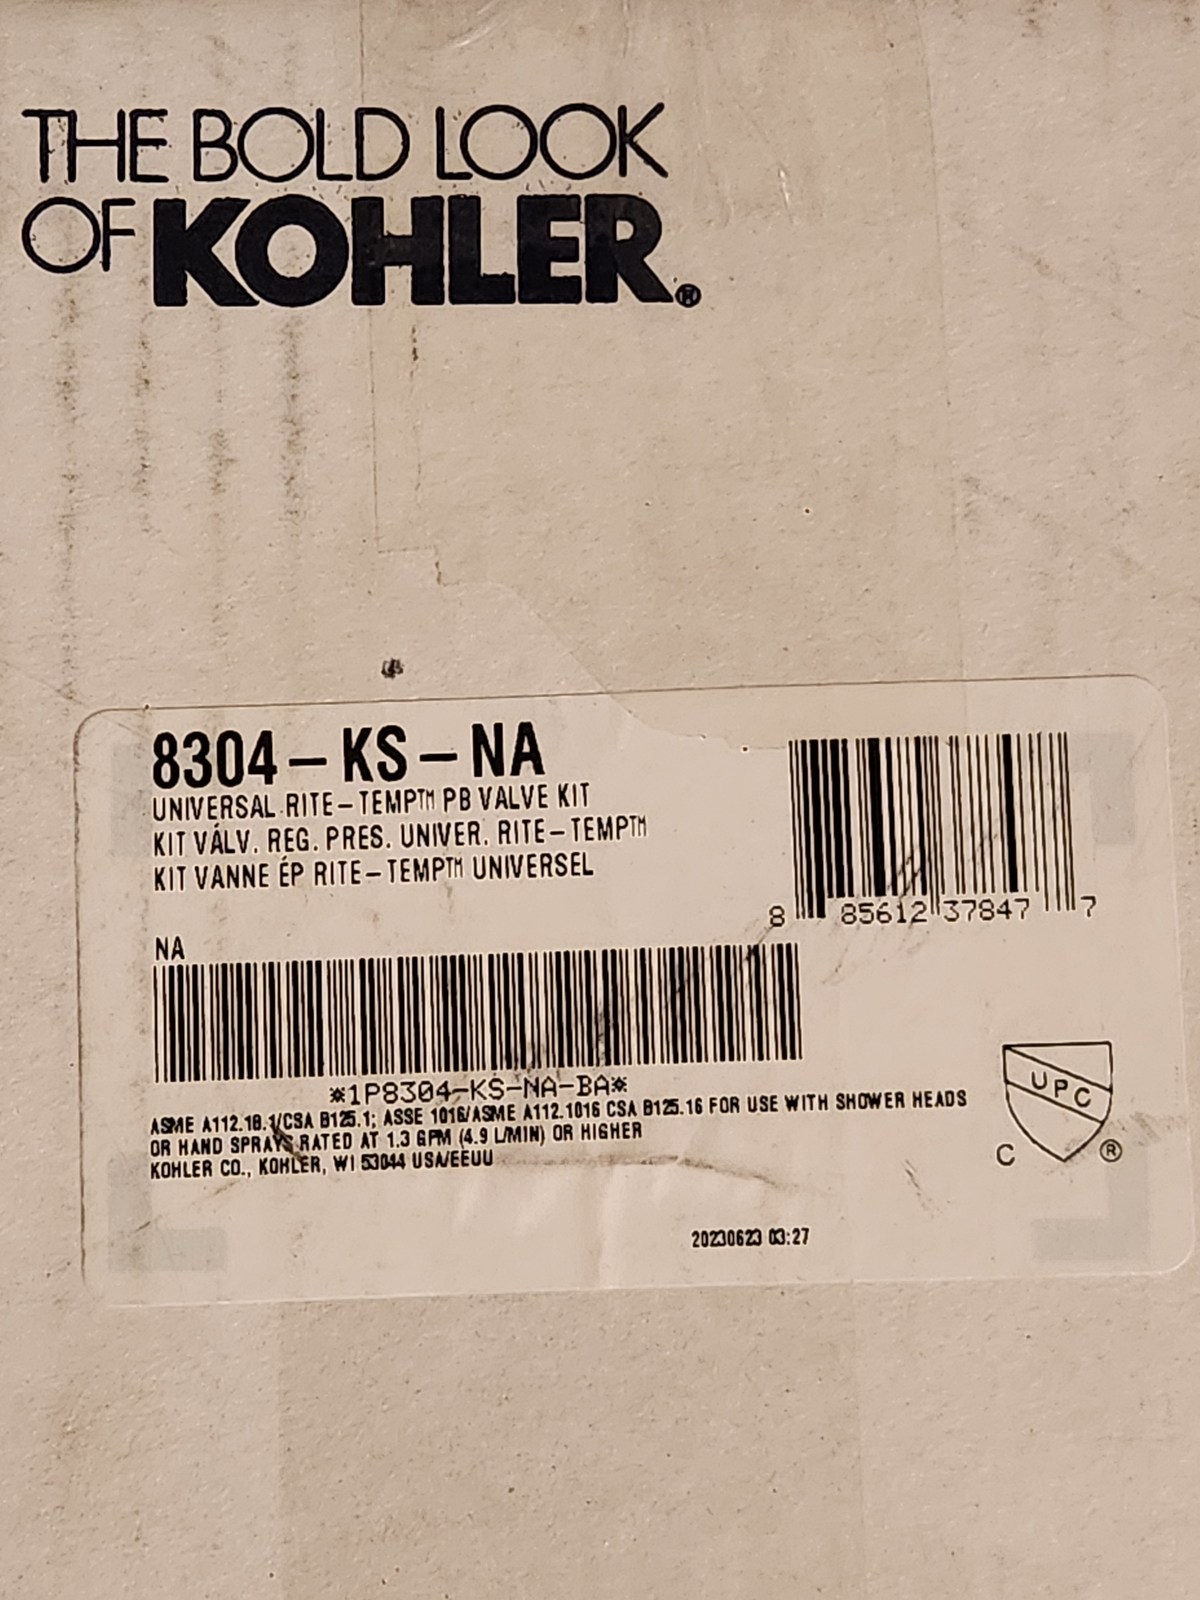 THE BOLD LOOK
OF KOHLER®
8304-KS-NA
UNIVERSAL RITE-TEMP™ PB VALVE KIT
KIT VÁLV. REG. PRES. UNIVER. RITE-TEMP™
KIT VANNE ÉP RITE-TEMP™ UNIVERSEL
8 85612 37847 7
NA
*1P8304-KS-NA-BA*
ASME A112.18.1/CSA B125.1; ASSE 1016/ASME A112.1016 CSA B125.16 FOR USE WITH SHOWER HEADS
OR HAND SPRAYS RATED AT 1.3 GPM (4.9 L/MIN) OR HIGHER
KOHLER CO., KOHLER, WI 53044 USA/EEUU
UPC
C ®
20230623 03:27